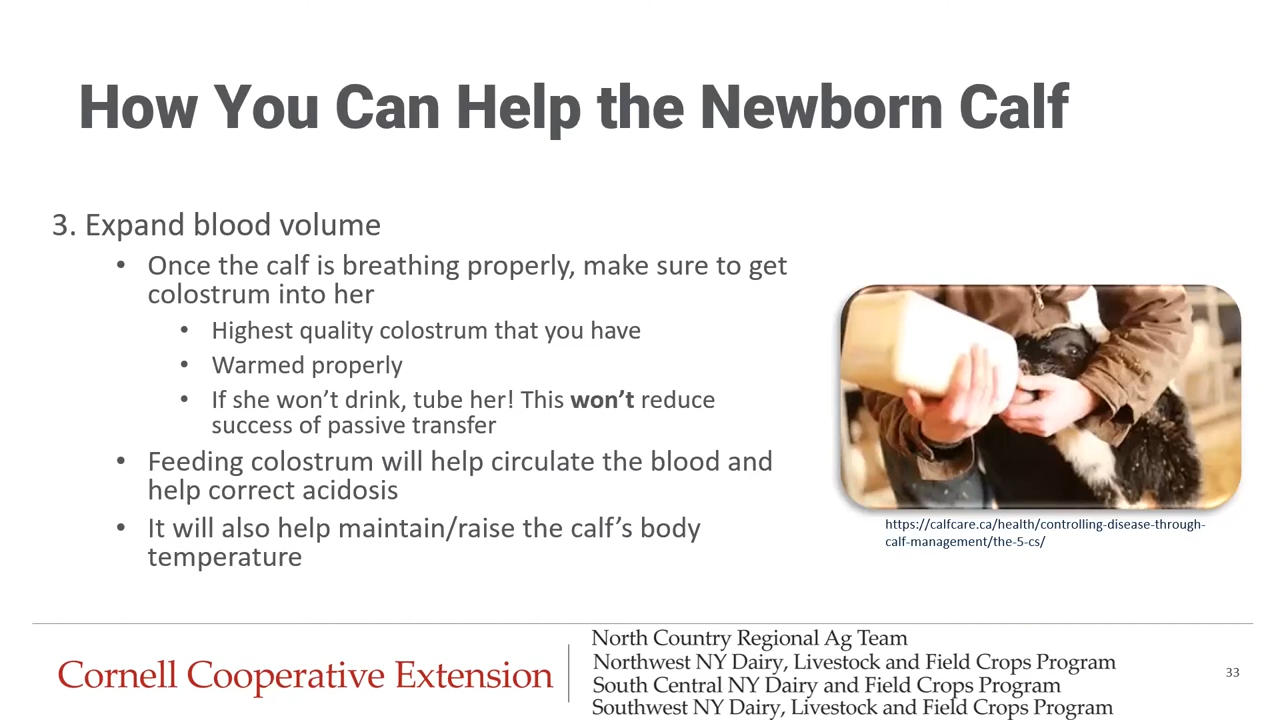 How You Can Help the Newborn Calf
3. Expand blood volume
• Once the calf is breathing properly, make sure to get
colostrum into her
• Highest quality colostrum that you have
• Warmed properly
• If she won’t drink, tube her! This won’t reduce
success of passive transfer
• Feeding colostrum will help circulate the blood and
help correct acidosis
• It will also help maintain/raise the calf’s body
temperature
https://calfcare.ca/health/controlling-disease-through-
calf-management/the-5-cs/
Cornell Cooperative Extension
North Country Regional Ag Team
Northwest NY Dairy, Livestock and Field Crops Program
South Central NY Dairy and Field Crops Program
Southwest NY Dairy, Livestock and Field Crops Program
33